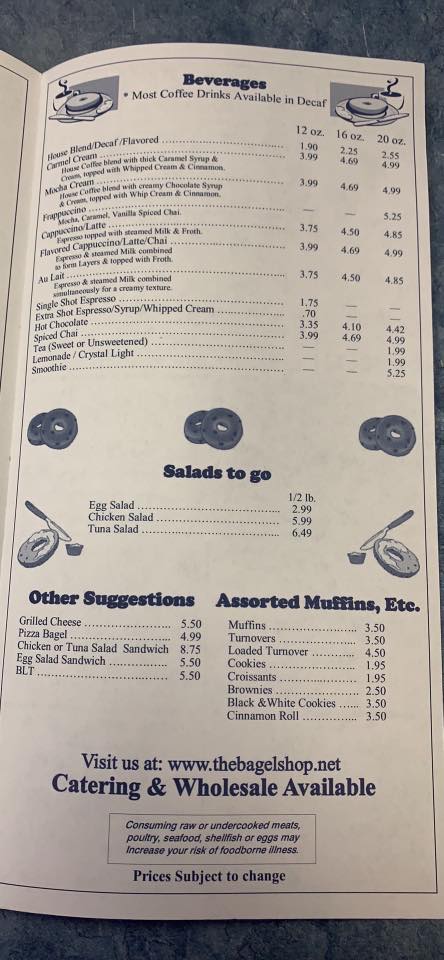 Beverages
* Most Coffee Drinks Available in Decaf
12 oz. 16 oz. 20 oz.
House Blend/Decaf /Flavored 1.90 2.25 2.55
Carmel Cream 3.99 4.69 4.99
House Coffee blend with thick Caramel Syrup &
Cream, topped with Whipped Cream & Cinnamon.
Mocha Cream 3.99 4.69 4.99
House Coffee blend with creamy Chocolate Syrup
& Cream, topped with Whip Cream & Cinnamon.
Frappuccino — — 5.25
Mocha, Caramel, Vanilla Spiced Chai.
Cappuccino/Latte 3.75 4.50 4.85
Espresso topped with steamed Milk & Froth.
Flavored Cappuccino/Latte/Chai 3.99 4.69 4.99
Espresso & steamed Milk combined
to form Layers & topped with Froth.
Au Lait 3.75 4.50 4.85
Espresso & steamed Milk combined
simultaneously for a creamy texture.
Single Shot Espresso 1.75 — —
Extra Shot Espresso/Syrup/Whipped Cream .70 — —
Hot Chocolate 3.35 4.10 4.42
Spiced Chai 3.99 4.69 4.99
Tea (Sweet or Unsweetened) — — 1.99
Lemonade / Crystal Light — — 1.99
Smoothie — — 5.25
Salads to go
1/2 lb.
Egg Salad 2.99
Chicken Salad 5.99
Tuna Salad 6.49
Other Suggestions
Grilled Cheese 5.50
Pizza Bagel 4.99
Chicken or Tuna Salad Sandwich 8.75
Egg Salad Sandwich 5.50
BLT 5.50
Assorted Muffins, Etc.
Muffins 3.50
Turnovers 3.50
Loaded Turnover 4.50
Cookies 1.95
Croissants 1.95
Brownies 2.50
Black &White Cookies 3.50
Cinnamon Roll 3.50
Visit us at: www.thebagelshop.net
Catering & Wholesale Available
Consuming raw or undercooked meats,
poultry, seafood, shellfish or eggs may
Increase your risk of foodborne illness.
Prices Subject to change